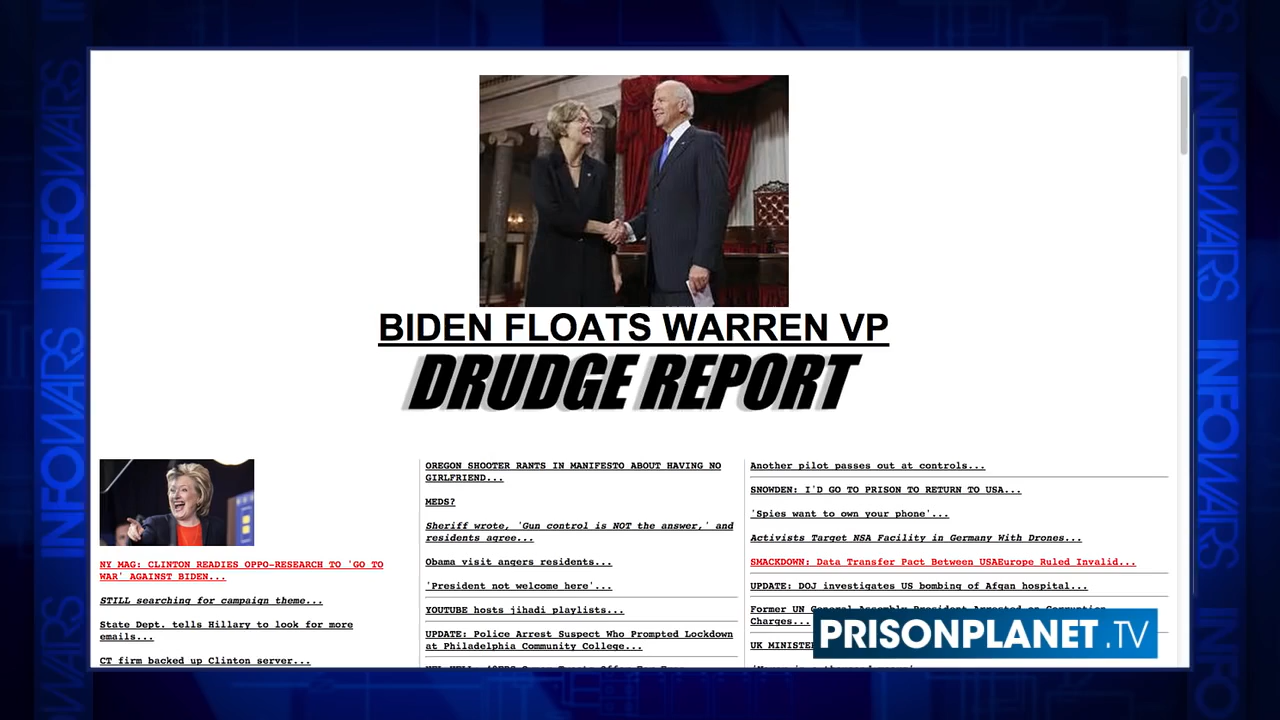 BIDEN FLOATS WARREN VP
DRUDGE REPORT
NY MAG: CLINTON READIES OPPO-RESEARCH TO 'GO TO
WAR' AGAINST BIDEN...
STILL searching for campaign theme...
State Dept. tells Hillary to look for more
emails...
CT firm backed up Clinton server...
OREGON SHOOTER RANTS IN MANIFESTO ABOUT HAVING NO
GIRLFRIEND...
MEDS?
Sheriff wrote, 'Gun control is NOT the answer,' and
residents agree...
Obama visit angers residents...
'President not welcome here'...
YOUTUBE hosts jihadi playlists...
UPDATE: Police Arrest Suspect Who Prompted Lockdown
at Philadelphia Community College...
Another pilot passes out at controls...
SNOWDEN: I'D GO TO PRISON TO RETURN TO USA...
'Spies want to own your phone'...
Activists Target NSA Facility in Germany With Drones...
SMACKDOWN: Data Transfer Pact Between USAEurope Ruled Invalid...
UPDATE: DOJ investigates US bombing of Afgan hospital...
Former UN General Assembly President Arrested on Corruption
Charges...
UK MINISTE
PRISONPLANET.TV
INFOWARS
INFOWARS
INFOWARS
INFOWARS
INFOWARS